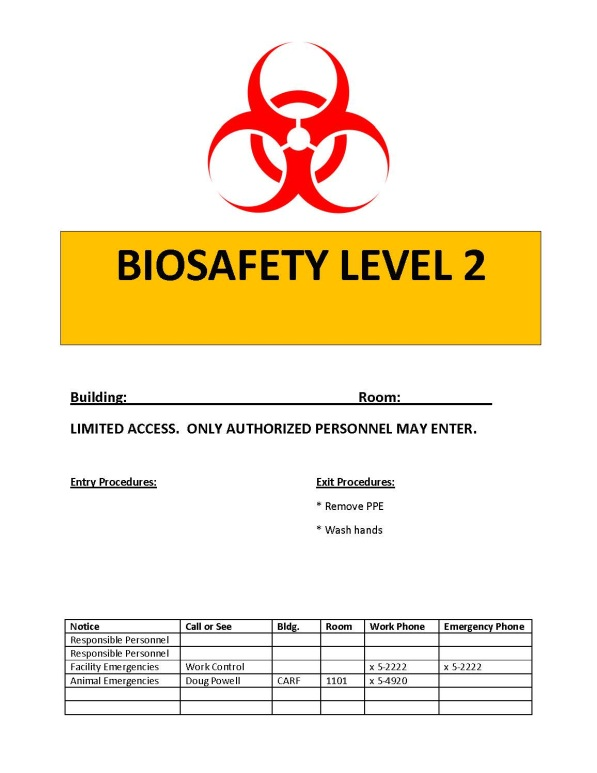 BIOSAFETY LEVEL 2
Building: Room:
LIMITED ACCESS. ONLY AUTHORIZED PERSONNEL MAY ENTER.
Entry Procedures: Exit Procedures:
* Remove PPE
* Wash hands
Notice Call or See Bldg. Room Work Phone Emergency Phone
Responsible Personnel
Responsible Personnel
Facility Emergencies Work Control x 5-2222 x 5-2222
Animal Emergencies Doug Powell CARF 1101 x 5-4920